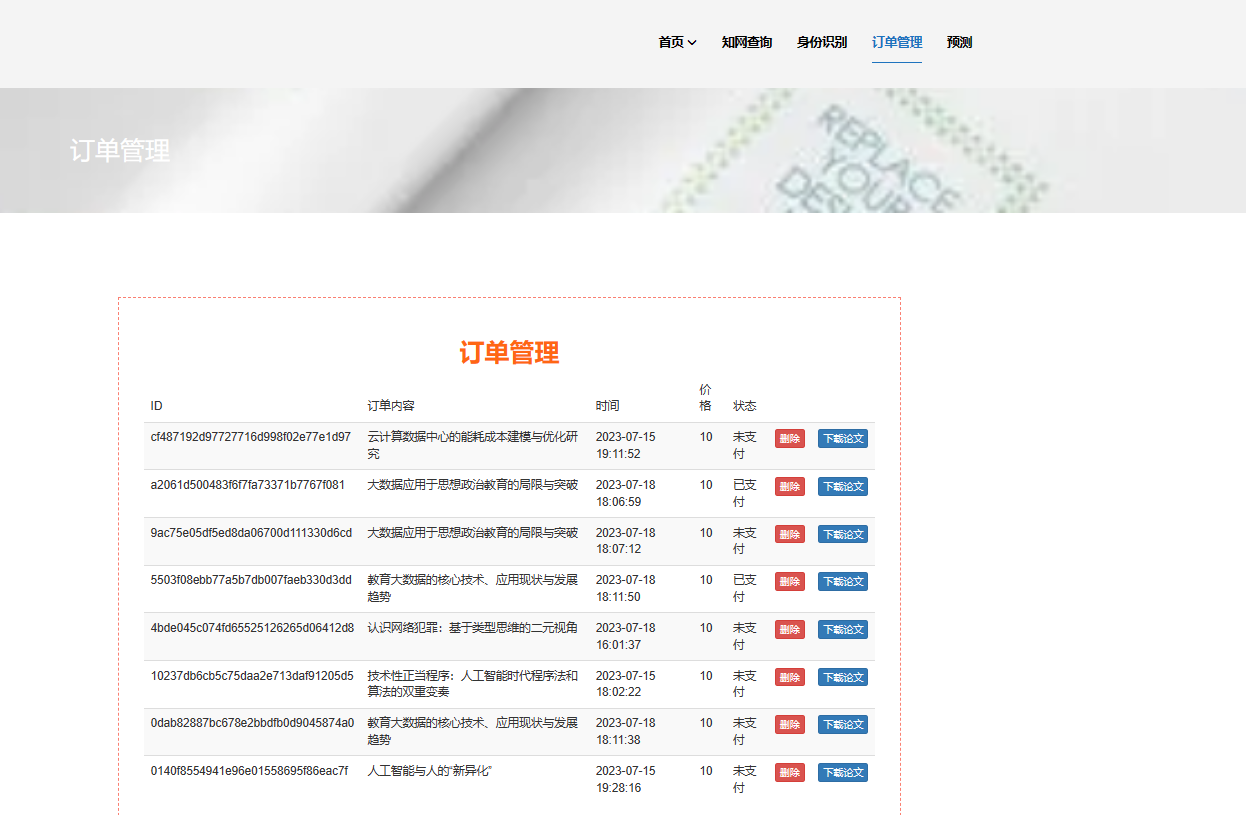 首页 知网查询 身份识别 订单管理 预测
订单管理
REPLACE
YOUR
订单管理
ID 订单内容 时间 价格 状态
cf487192d97727716d998f02e77e1d97 云计算数据中心的能耗成本建模与优化研究 2023-07-15 19:11:52 10 未支付 删除 下载论文
a2061d500483f6f7fa73371b7767f081 大数据应用于思想政治教育的局限与突破 2023-07-18 18:06:59 10 已支付 删除 下载论文
9ac75e05df5ed8da06700d111330d6cd 大数据应用于思想政治教育的局限与突破 2023-07-18 18:07:12 10 未支付 删除 下载论文
5503f08ebb77a5b7db007faeb330d3dd 教育大数据的核心技术、应用现状与发展趋势 2023-07-18 18:11:50 10 已支付 删除 下载论文
4bde045c074fd65525126265d06412d8 认识网络犯罪：基于类型思维的二元视角 2023-07-18 16:01:37 10 未支付 删除 下载论文
10237db6cb5c75daa2e713daf91205d5 技术性正当程序：人工智能时代程序法和算法的双重变奏 2023-07-15 18:02:22 10 未支付 删除 下载论文
0dab82887bc678e2bbdfb0d9045874a0 教育大数据的核心技术、应用现状与发展趋势 2023-07-18 18:11:38 10 未支付 删除 下载论文
0140f8554941e96e01558695f86eac7f 人工智能与人的“新异化” 2023-07-15 19:28:16 10 未支付 删除 下载论文